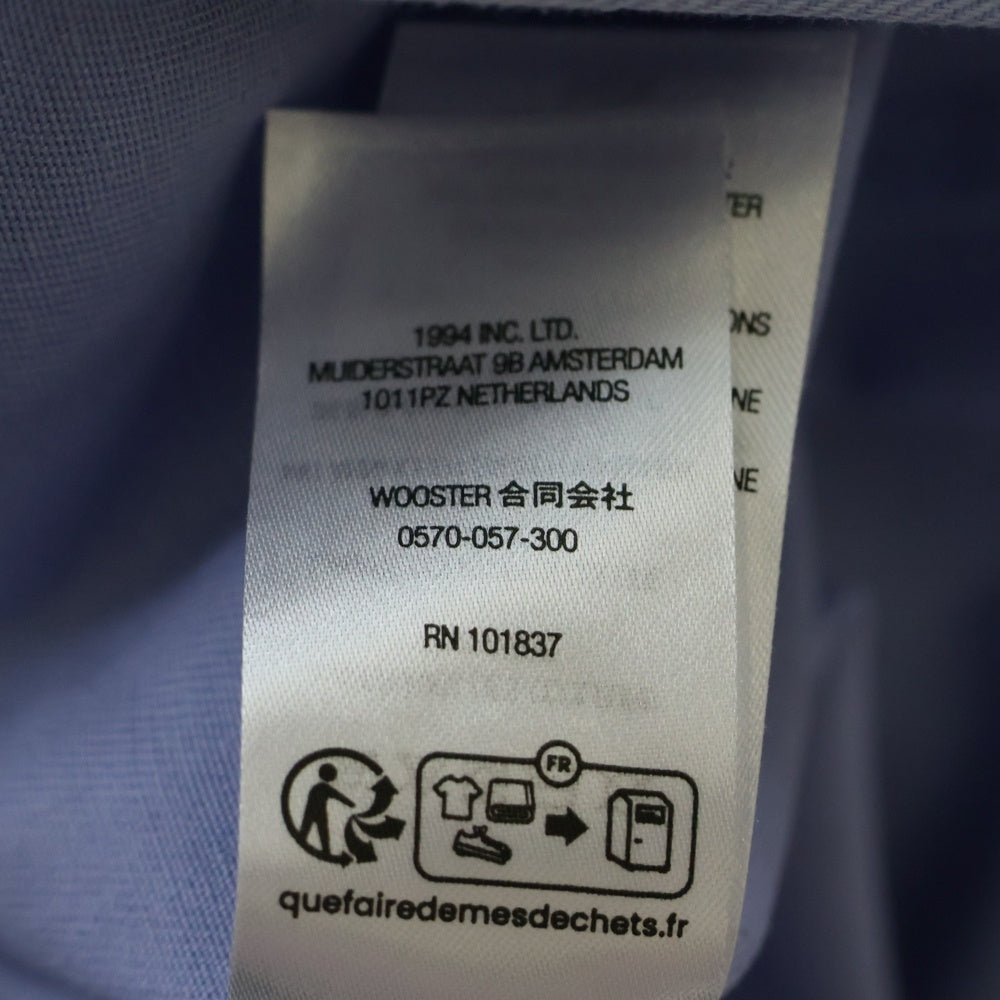 1994 INC. LTD.
MUIDERSTRAAT 9B AMSTERDAM
1011PZ NETHERLANDS
WOOSTER 合同会社
0570-057-300
RN 101837
FR
quefairedemesdechets.fr